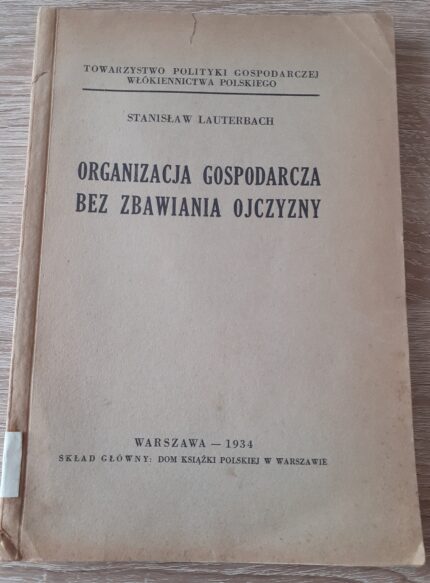 TOWARZYSTWO POLITYKI GOSPODARCZEJ
WŁÓKIENNICTWA POLSKIEGO
STANISŁAW LAUTERBACH
ORGANIZACJA GOSPODARCZA
BEZ ZBAWIANIA OJCZYZNY
WARSZAWA — 1934
SKŁAD GŁÓWNY: DOM KSIĄŻKI POLSKIEJ W WARSZAWIE